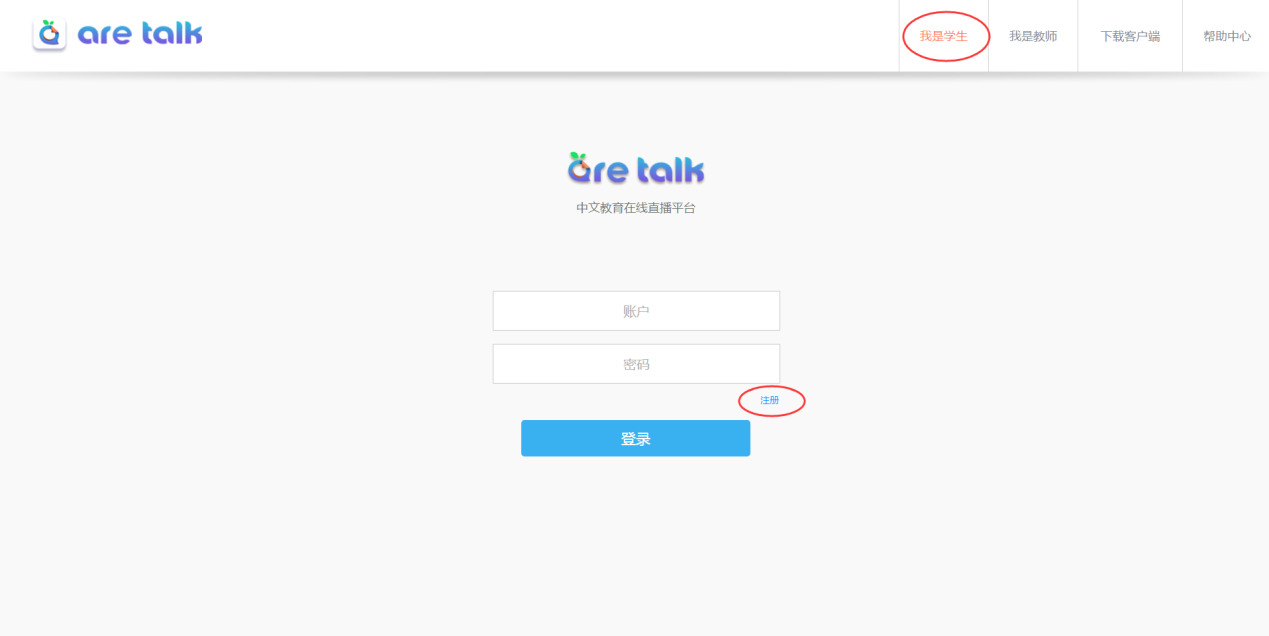 are talk
我是学生
我是教师
下载客户端
帮助中心
are talk
中文教育在线直播平台
账户
密码
注册
登录